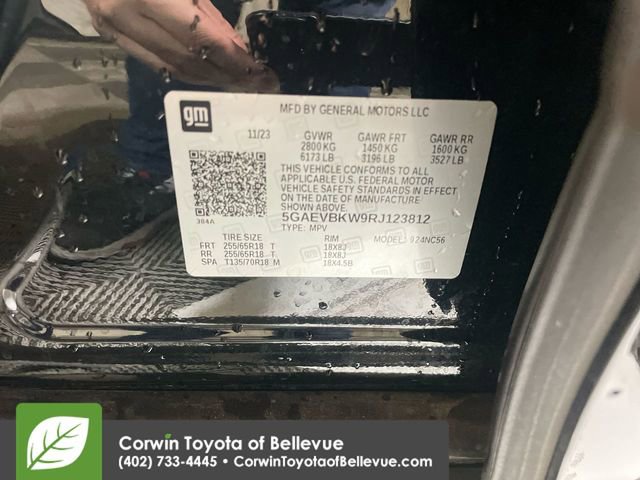 gm
MFD BY GENERAL MOTORS LLC
11/23 GVWR GAWR FRT GAWR RR
2800 KG 1450 KG 1600 KG
6173 LB 3196 LB 3527 LB
THIS VEHICLE CONFORMS TO ALL
APPLICABLE U.S. FEDERAL MOTOR
VEHICLE SAFETY STANDARDS IN EFFECT
ON THE DATE OF MANUFACTURE
SHOWN ABOVE.
384A
5GAEVBKW9RJ123812
TYPE: MPV MODEL: 924NC56
TIRE SIZE RIM
FRT 255/65R18 T 18X8J
RR 255/65R18 T 18X8J
SPA T135/70R18 M 18X4.5B
Corwin Toyota of Bellevue
(402) 733-4445 • CorwinToyotaofBellevue.com